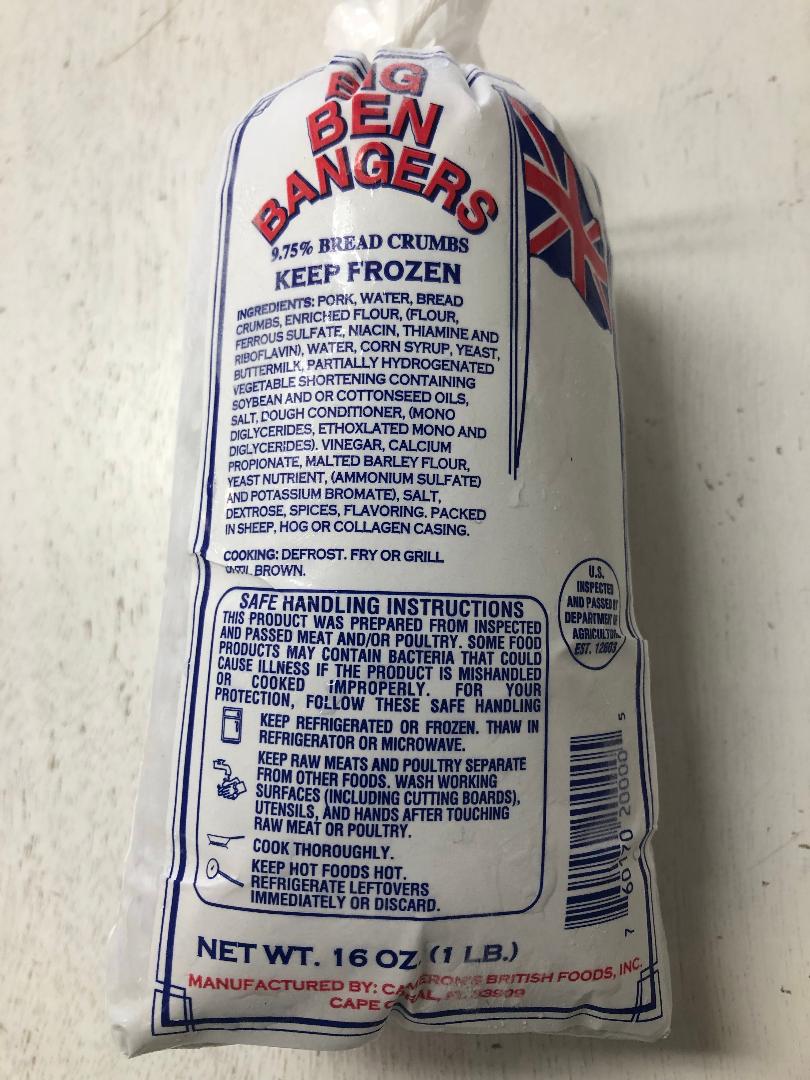 BIG
BEN
BANGERS
9.75% BREAD CRUMBS
KEEP FROZEN
INGREDIENTS: PORK, WATER, BREAD
CRUMBS, ENRICHED FLOUR, (FLOUR,
FERROUS SULFATE, NIACIN, THIAMINE AND
RIBOFLAVIN), WATER, CORN SYRUP, YEAST,
BUTTERMILK, PARTIALLY HYDROGENATED
VEGETABLE SHORTENING CONTAINING
SOYBEAN AND OR COTTONSEED OILS,
SALT, DOUGH CONDITIONER, (MONO
DIGLYCERIDES, ETHOXLATED MONO AND
DIGLYCERIDES). VINEGAR, CALCIUM
PROPIONATE, MALTED BARLEY FLOUR,
YEAST NUTRIENT, (AMMONIUM SULFATE)
AND POTASSIUM BROMATE), SALT,
DEXTROSE, SPICES, FLAVORING. PACKED
IN SHEEP, HOG OR COLLAGEN CASING.
COOKING: DEFROST. FRY OR GRILL
BROWN.
SAFE HANDLING INSTRUCTIONS
THIS PRODUCT WAS PREPARED FROM INSPECTED
AND PASSED MEAT AND/OR POULTRY. SOME FOOD
PRODUCTS MAY CONTAIN BACTERIA THAT COULD
CAUSE ILLNESS IF THE PRODUCT IS MISHANDLED
OR COOKED IMPROPERLY. FOR YOUR
PROTECTION, FOLLOW THESE SAFE HANDLING
KEEP REFRIGERATED OR FROZEN. THAW IN
REFRIGERATOR OR MICROWAVE.
KEEP RAW MEATS AND POULTRY SEPARATE
FROM OTHER FOODS. WASH WORKING
SURFACES (INCLUDING CUTTING BOARDS),
UTENSILS, AND HANDS AFTER TOUCHING
RAW MEAT OR POULTRY.
COOK THOROUGHLY.
KEEP HOT FOODS HOT.
REFRIGERATE LEFTOVERS
IMMEDIATELY OR DISCARD.
U.S.
INSPECTED
AND PASSED BY
DEPARTMENT OF
AGRICULTURE
EST. 12603
7 60170 20000 5
NET WT. 16 OZ. (1 LB.)
MANUFACTURED BY: CAMERON'S BRITISH FOODS, INC.
CAPE CORAL, FL 33909